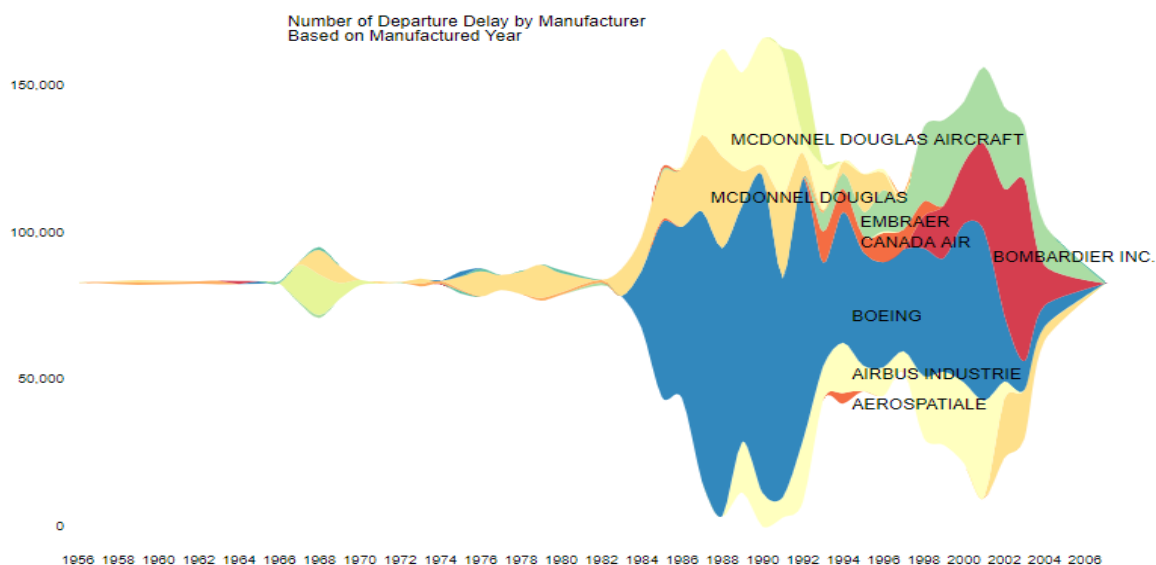 Number of Departure Delay by Manufacturer
Based on Manufactured Year
150,000
MCDONNEL DOUGLAS AIRCRAFT
MCDONNEL DOUGLAS
EMBRAER
100,000
CANADA AIR
BOMBARDIER INC.
BOEING
50,000
AIRBUS INDUSTRIE
AEROSPATIALE
0
1956 1958 1960 1962 1964 1966 1968 1970 1972 1974 1976 1978 1980 1982 1984 1986 1988 1990 1992 1994 1996 1998 2000 2002 2004 2006